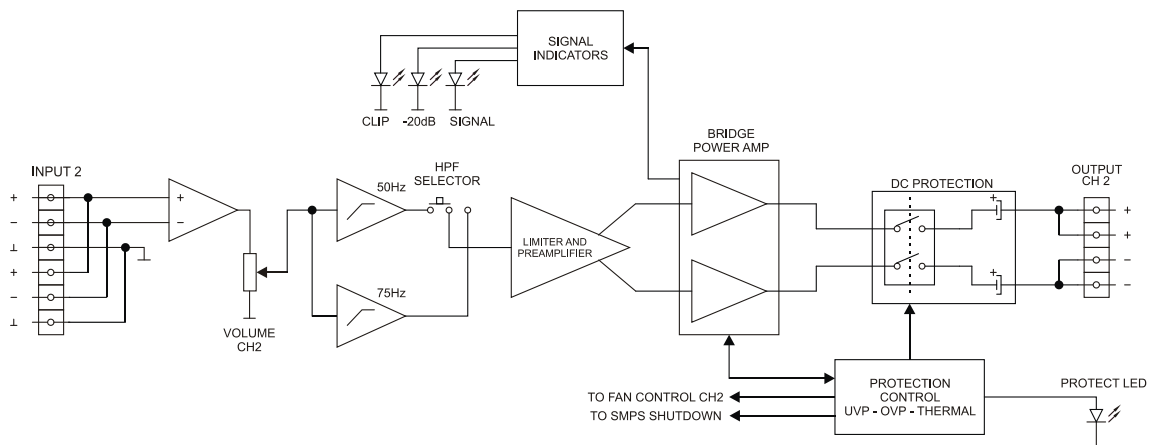 SIGNAL
INDICATORS
CLIP
-20dB
SIGNAL
BRIDGE
POWER AMP
INPUT 2
+
−
⊥
+
−
⊥
+
−
VOLUME
CH2
50Hz
75Hz
HPF
SELECTOR
LIMITER AND
PREAMPLIFIER
DC PROTECTION
+
+
OUTPUT
CH 2
+
+
−
−
TO FAN CONTROL CH2
TO SMPS SHUTDOWN
PROTECTION
CONTROL
UVP - OVP - THERMAL
PROTECT LED